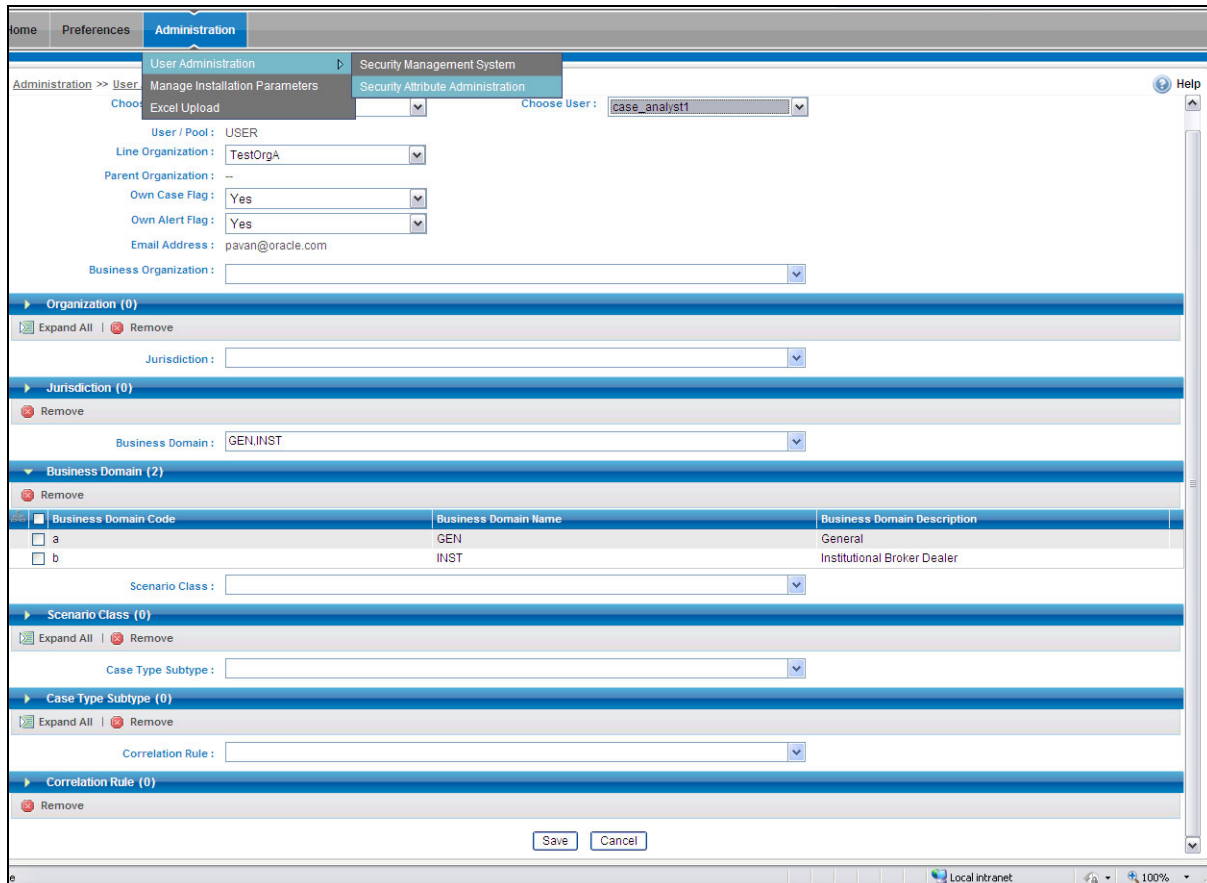 Home Preferences Administration
User Administration Security Management System
Administration >> User Manage Installation Parameters Security Attribute Administration Help
Choos Excel Upload Choose User : case_analyst1
User / Pool : USER
Line Organization : TestOrgA
Parent Organization : --
Own Case Flag : Yes
Own Alert Flag : Yes
Email Address : pavan@oracle.com
Business Organization :
Organization (0)
Expand All | Remove
Jurisdiction :
Jurisdiction (0)
Remove
Business Domain : GEN,INST
Business Domain (2)
Remove
Business Domain Code Business Domain Name Business Domain Description
a GEN General
b INST Institutional Broker Dealer
Scenario Class :
Scenario Class (0)
Expand All | Remove
Case Type Subtype :
Case Type Subtype (0)
Expand All | Remove
Correlation Rule :
Correlation Rule (0)
Remove
Save Cancel
e Local intranet 100%